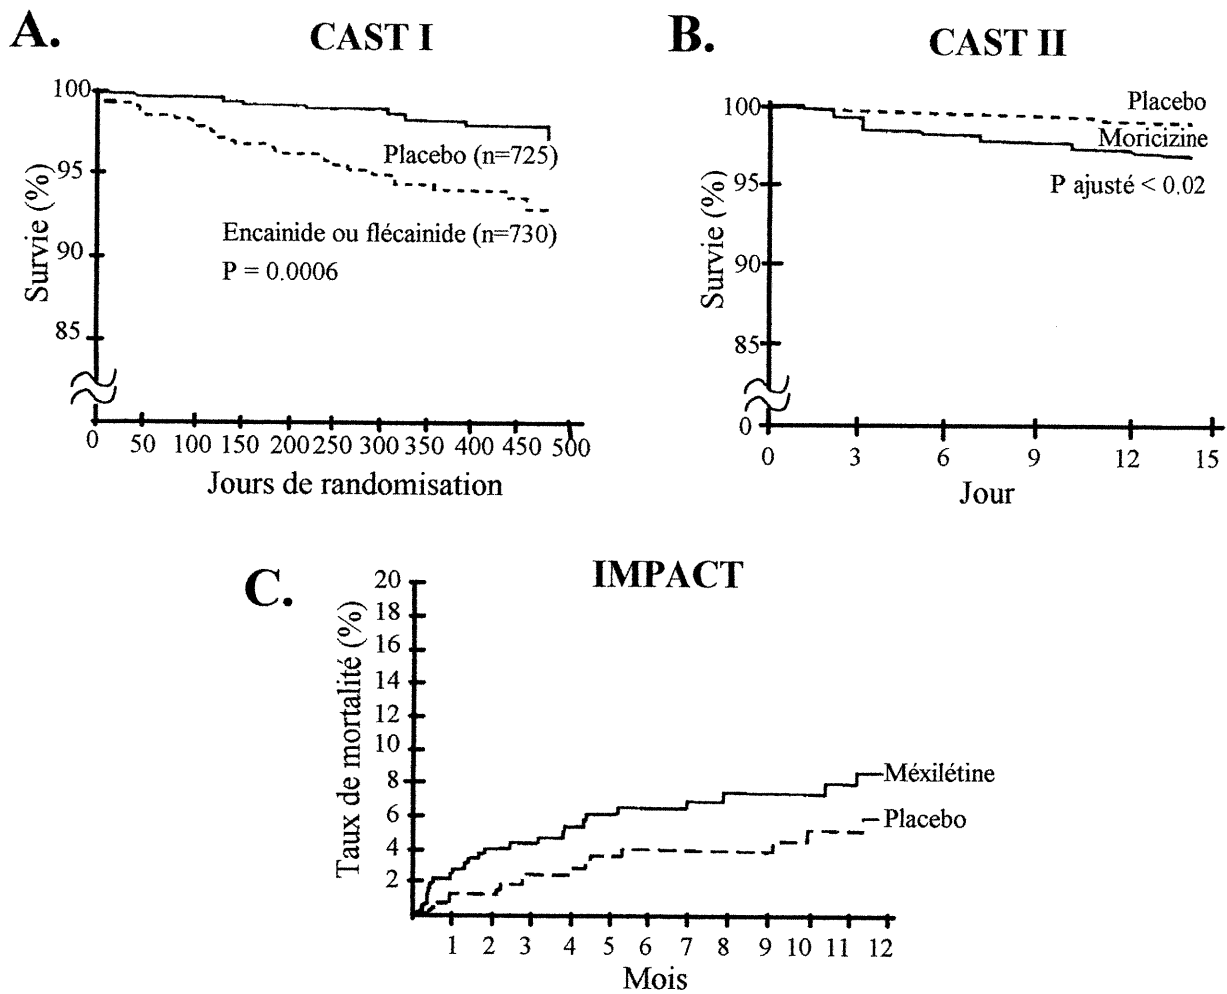 A.
CAST I
100
95
90
85
Survie (%)
Placebo (n=725)
Encainide ou flécainide (n=730)
P = 0.0006
0 50 100 150 200 250 300 350 400 450 500
Jours de randomisation
B.
CAST II
100
95
90
85
0
Survie (%)
Placebo
Moricizine
P ajusté < 0.02
0 3 6 9 12 15
Jour
C.
IMPACT
20
18
16
14
12
10
8
6
4
2
Taux de mortalité (%)
Méxilétine
Placebo
1 2 3 4 5 6 7 8 9 10 11 12
Mois